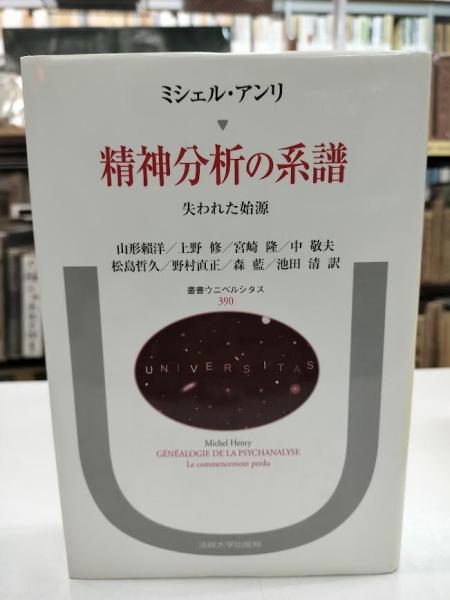 ミシェル・アンリ
精神分析の系譜
失われた始源
山形頼洋/上野 修/宮崎 隆/中 敬夫
松島哲久/野村直正/森 藍/池田 清 訳
叢書ウニベルシタス
390
UNIVERSITAS
Michel Henry
GÉNÉALOGIE DE LA PSYCHANALYSE
Le commencement perdu
法政大学出版局